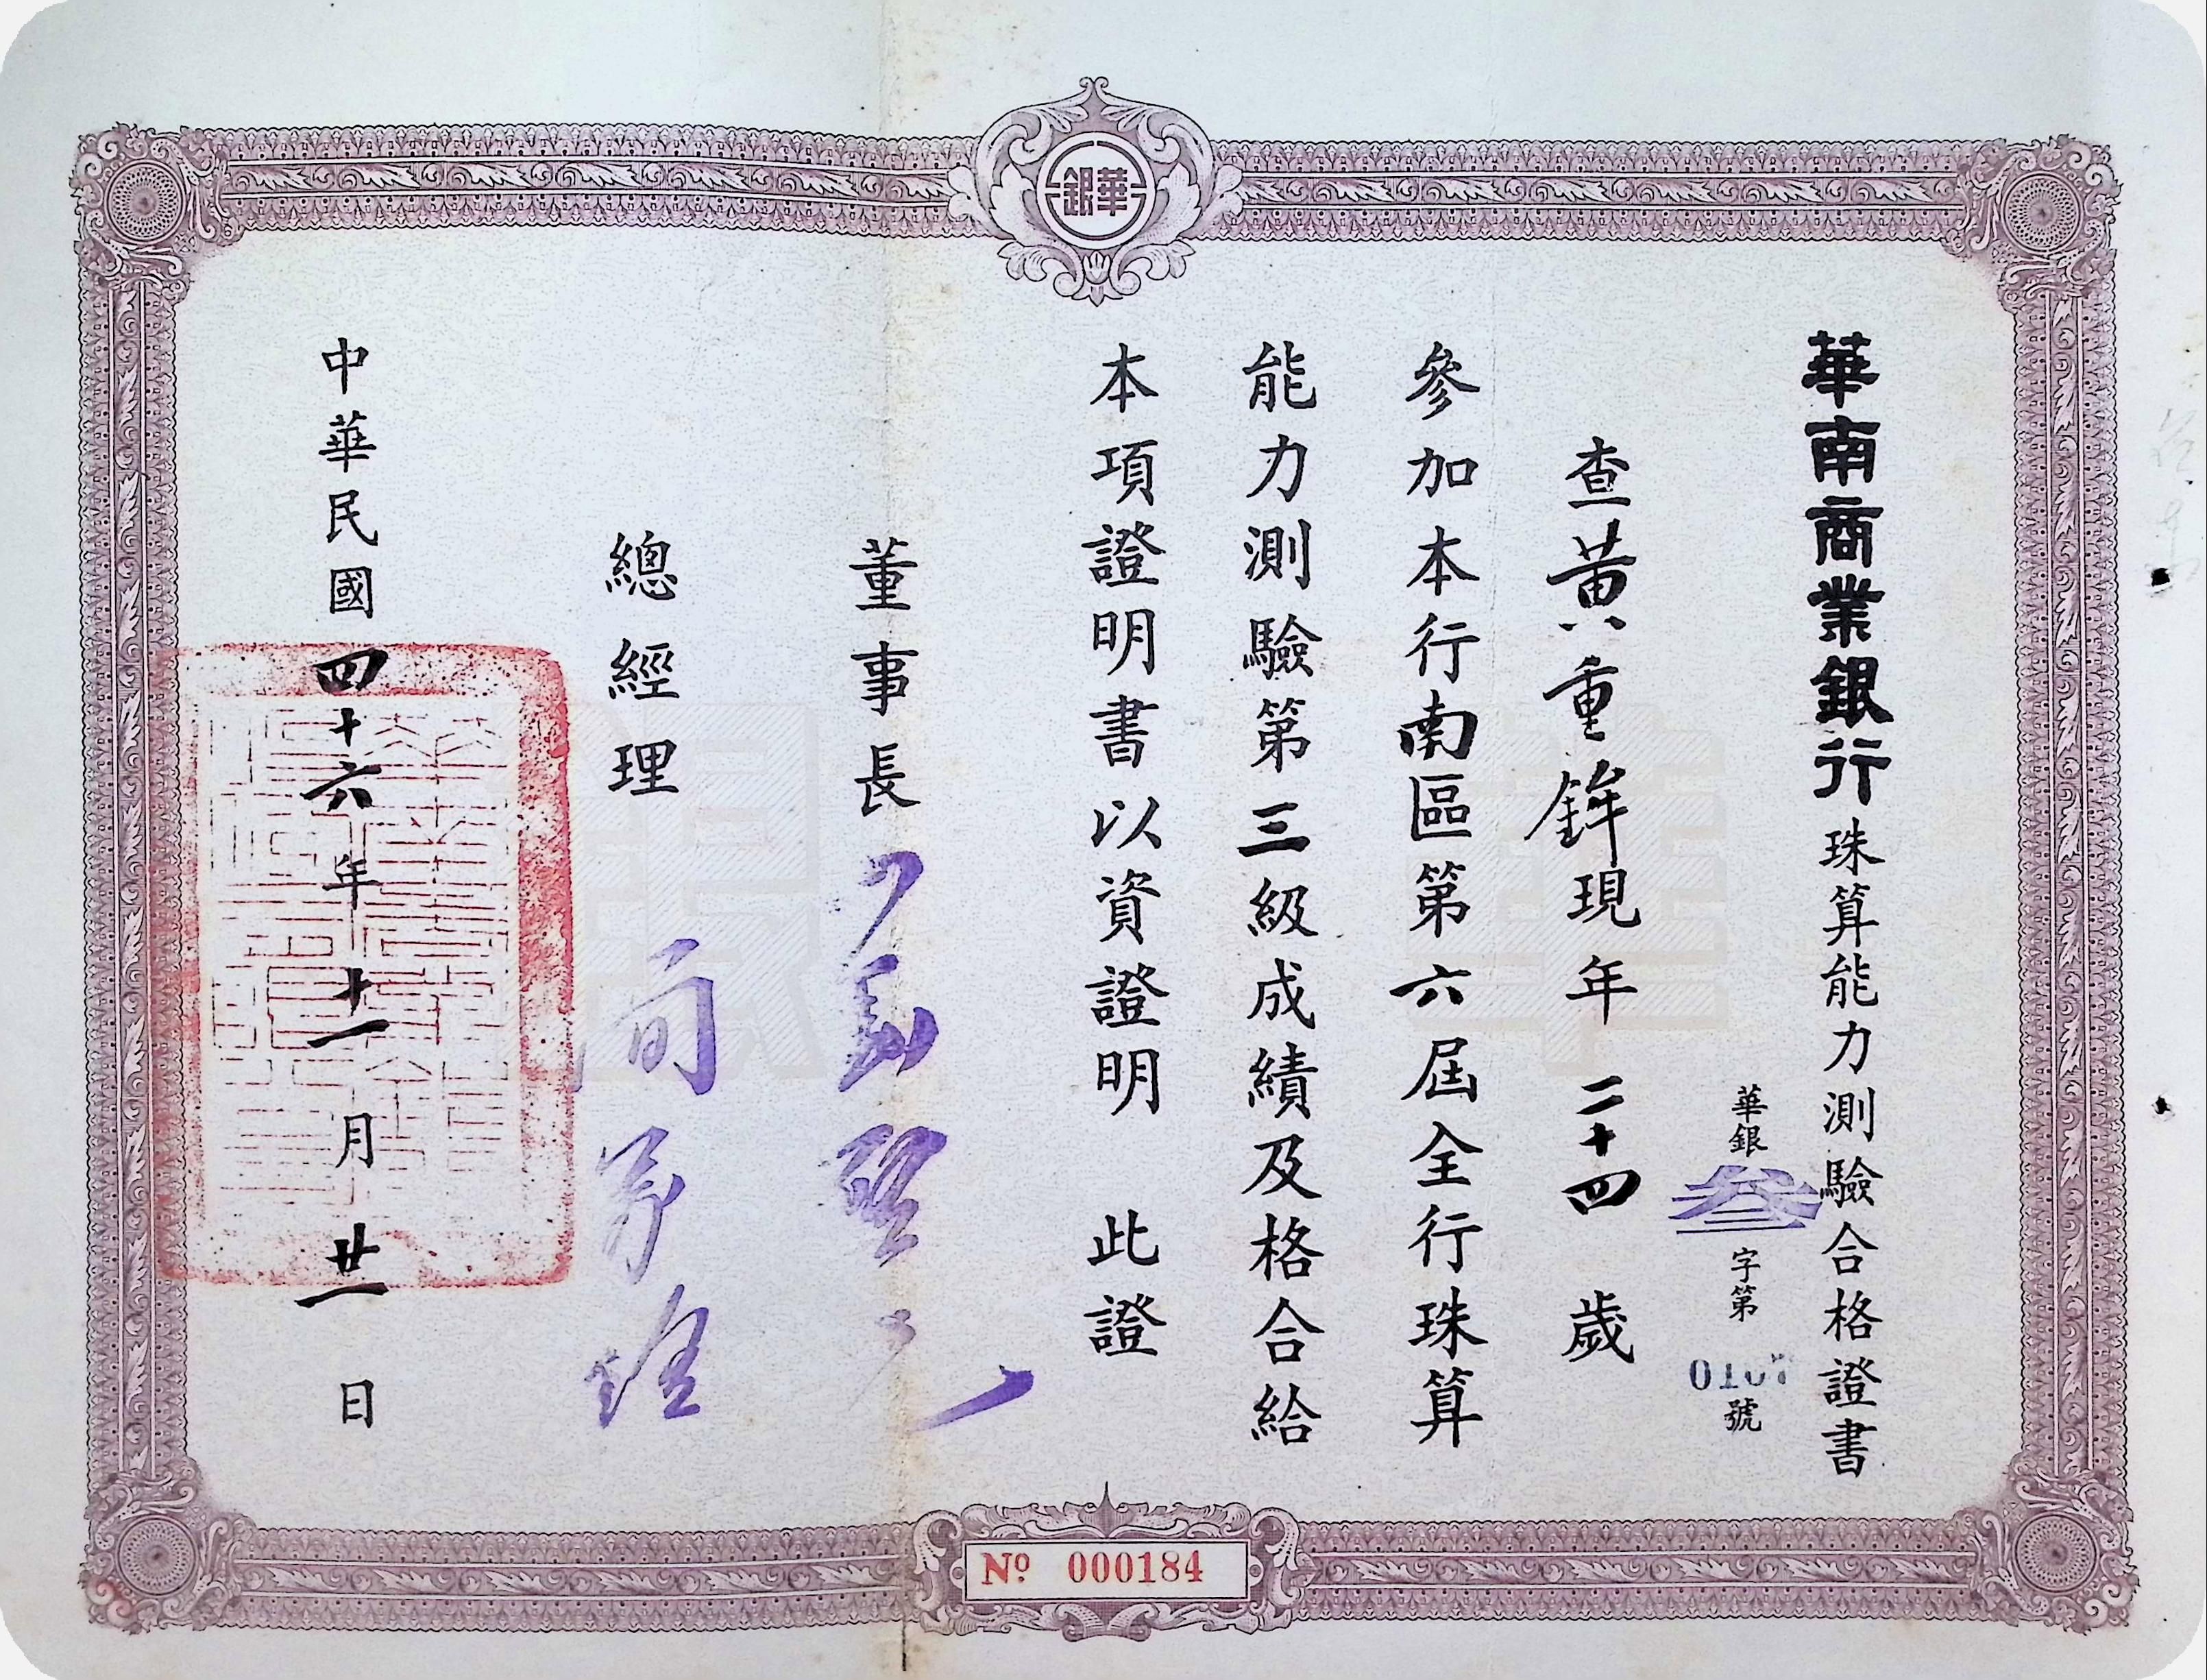 華銀
華南商業銀行珠算能力測驗合格證書
華銀叁字第號
查黃重鉾現年二十四歲
參加本行南區第六屆全行珠算
能力測驗第三級成績及格合給
本項證明書以資證明 此證
董事長
總經理
中華民國四十六年十一月廿一日
Nº 000184